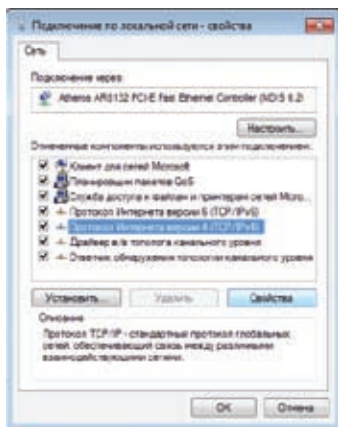 Подключение по локальной сети - свойства
Сеть
Подключение через:
Atheros AR8132 PCI-E Fast Ethernet Controller (NDIS 6.2
Настроить...
Отмеченные компоненты используются этим подключением:
Клиент для сетей Microsoft
Планировщик пакетов QoS
Служба доступа к файлам и принтерам сетей Micro...
Протокол Интернета версии 6 (TCP/IPv6)
Протокол Интернета версии 4 (TCP/IPv4)
Драйвер в/в тополога канального уровня
Ответчик обнаружения топологии канального уровня
Установить...
Удалить
Свойства
Описание
Протокол TCP/IP - стандартный протокол глобальных
сетей, обеспечивающий связь между различными
взаимодействующими сетями.
OK
Отмена